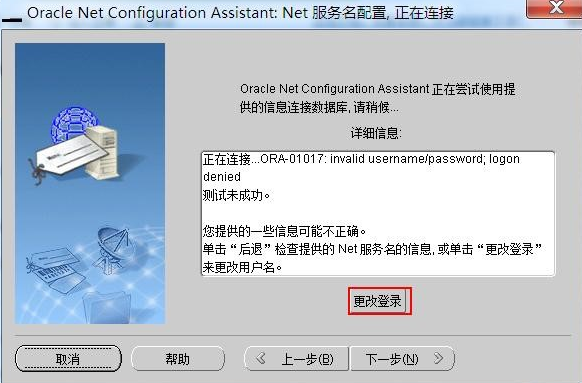 Oracle Net Configuration Assistant: Net 服务名配置, 正在连接
Oracle Net Configuration Assistant 正在尝试使用提
供的信息连接数据库, 请稍候...
详细信息:
正在连接...ORA-01017: invalid username/password; logon
denied
测试未成功。
您提供的一些信息可能不正确。
单击“后退”检查提供的 Net 服务名的信息, 或单击“更改登录”
来更改用户名。
更改登录
取消
帮助
上一步(B)
下一步(N)